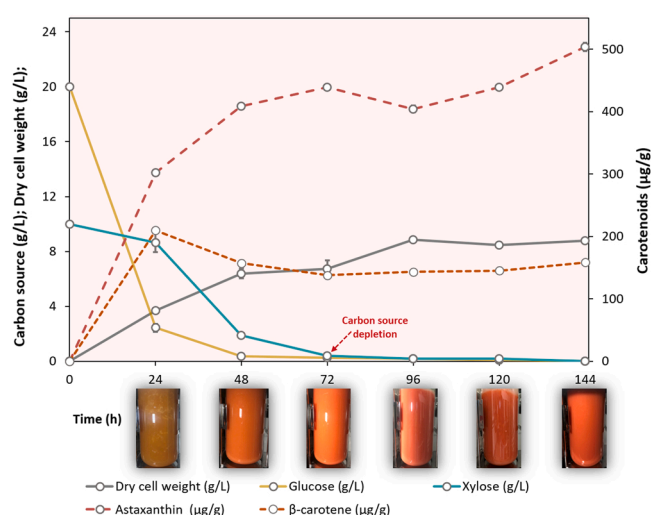 24
20
16
12
8
4
0
Carbon source (g/L); Dry cell weight (g/L);
500
400
300
200
100
0
Carotenoids (µg/g)
Carbon source
depletion
0 24 48 72 96 120 144
Time (h)
Dry cell weight (g/L) Glucose (g/L) Xylose (g/L)
Astaxanthin (µg/g) β-carotene (µg/g)